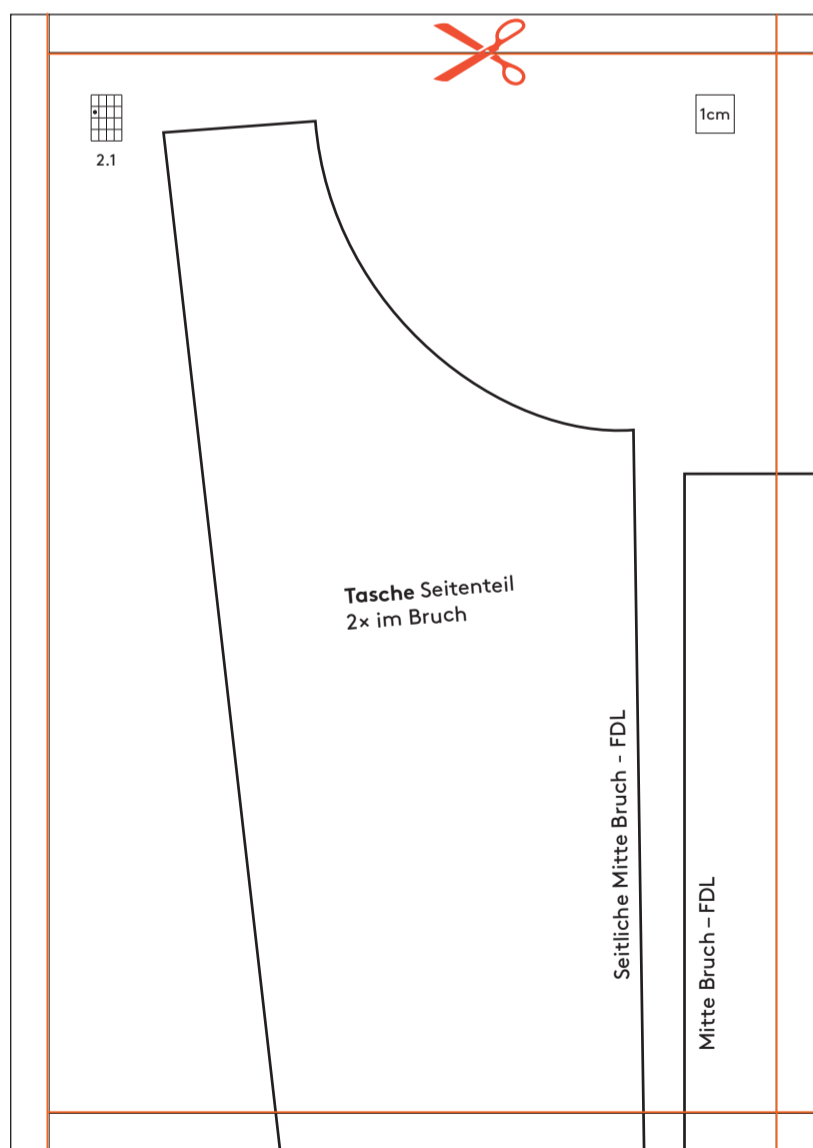 1cm
2.1
Tasche Seitenteil
2× im Bruch
Seitliche Mitte Bruch - FDL
Mitte Bruch – FDL